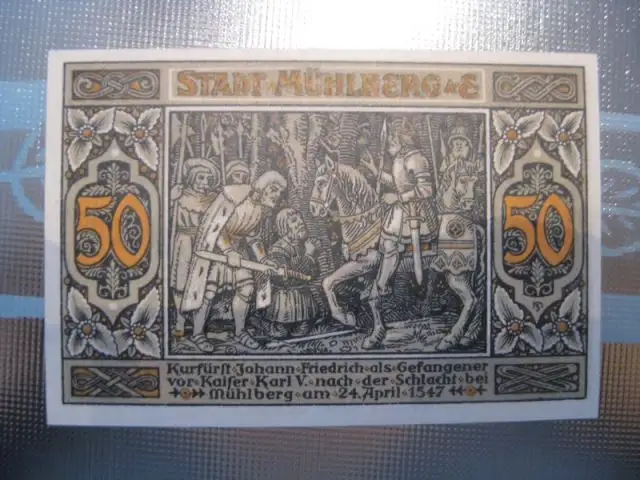 STADT·MÜHLBERG A/E
50
50
Kurfürst·Johann·Friedrich·als·Gefangener
vor·Kaiser·Karl V.·nach·der·Schlacht·bei
Mühlberg·am·24.April·1547